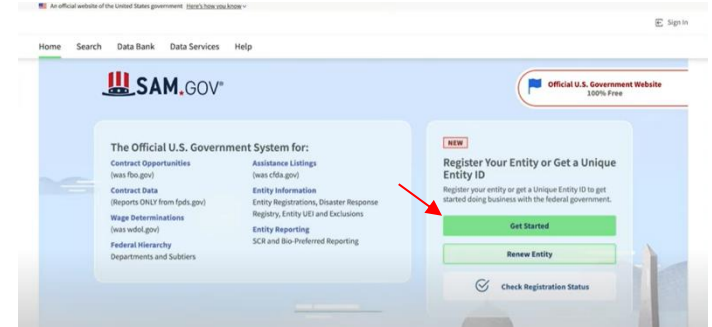 An official website of the United States government Here's how you know
Sign In
Home Search Data Bank Data Services Help
SAM.GOV®
Official U.S. Government Website
100% Free
The Official U.S. Government System for:
Contract Opportunities
(was fbo.gov)
Contract Data
(Reports ONLY from fpds.gov)
Wage Determinations
(was wdol.gov)
Federal Hierarchy
Departments and Subtiers
Assistance Listings
(was cfda.gov)
Entity Information
Entity Registrations, Disaster Response
Registry, Entity UEI and Exclusions
Entity Reporting
SCR and Bio-Preferred Reporting
NEW
Register Your Entity or Get a Unique
Entity ID
Register your entity or get a Unique Entity ID to get
started doing business with the federal government.
Get Started
Renew Entity
Check Registration Status